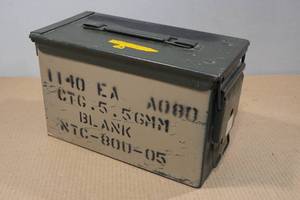 1140 EA A080
CTG.5.56MM
BLANK
NTC-800-05